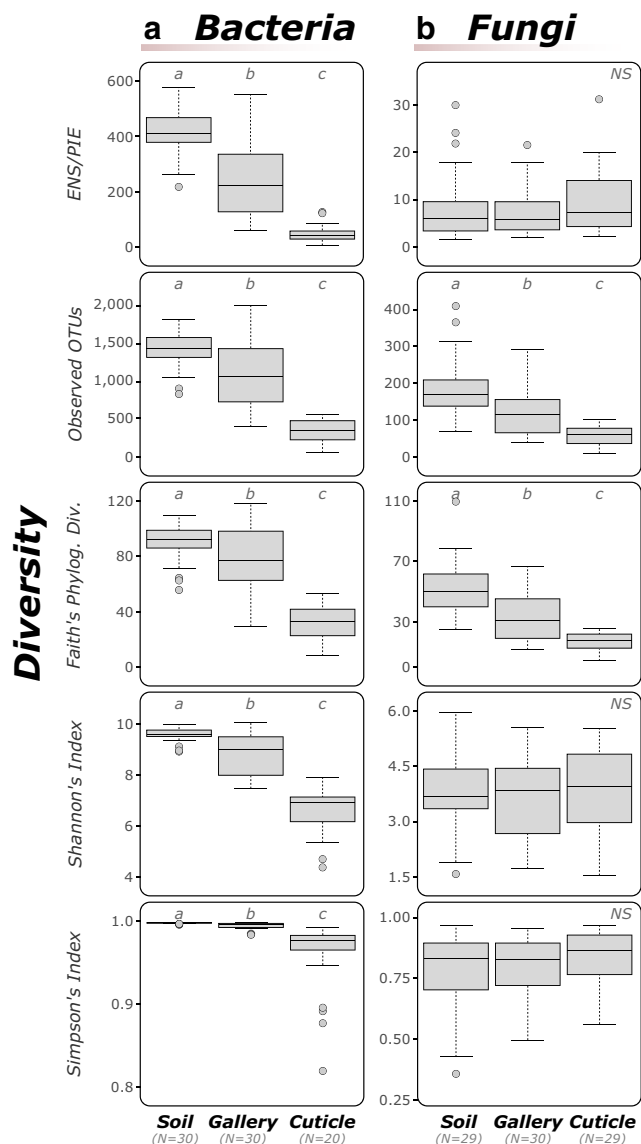 a Bacteria
b Fungi
Diversity
ENS/PIE
600
400
200
0
a b c
30
20
10
0
NS
Observed OTUs
2,000
1,500
1,000
500
0
a b c
400
300
200
100
0
a b c
Faith's Phylog. Div.
120
80
40
0
a b c
110
70
30
0
a b c
Shannon's Index
10
8
6
4
a b c
6.0
4.5
3.0
1.5
NS
Simpson's Index
1.0
0.9
0.8
a b c
1.00
0.75
0.50
0.25
NS
Soil Gallery Cuticle
(N=30) (N=30) (N=20)
Soil Gallery Cuticle
(N=29) (N=30) (N=29)